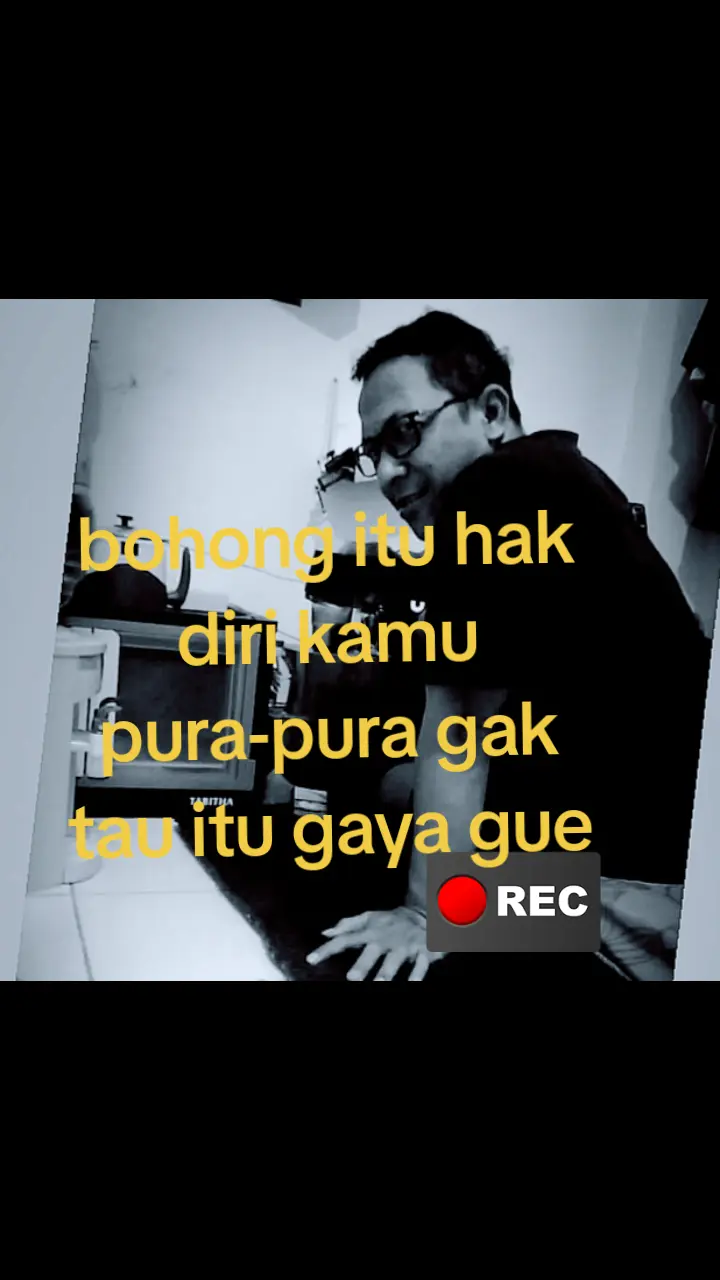 bohong itu hak
diri kamu
pura-pura gak
tau itu gaya gue
TABITHA
REC